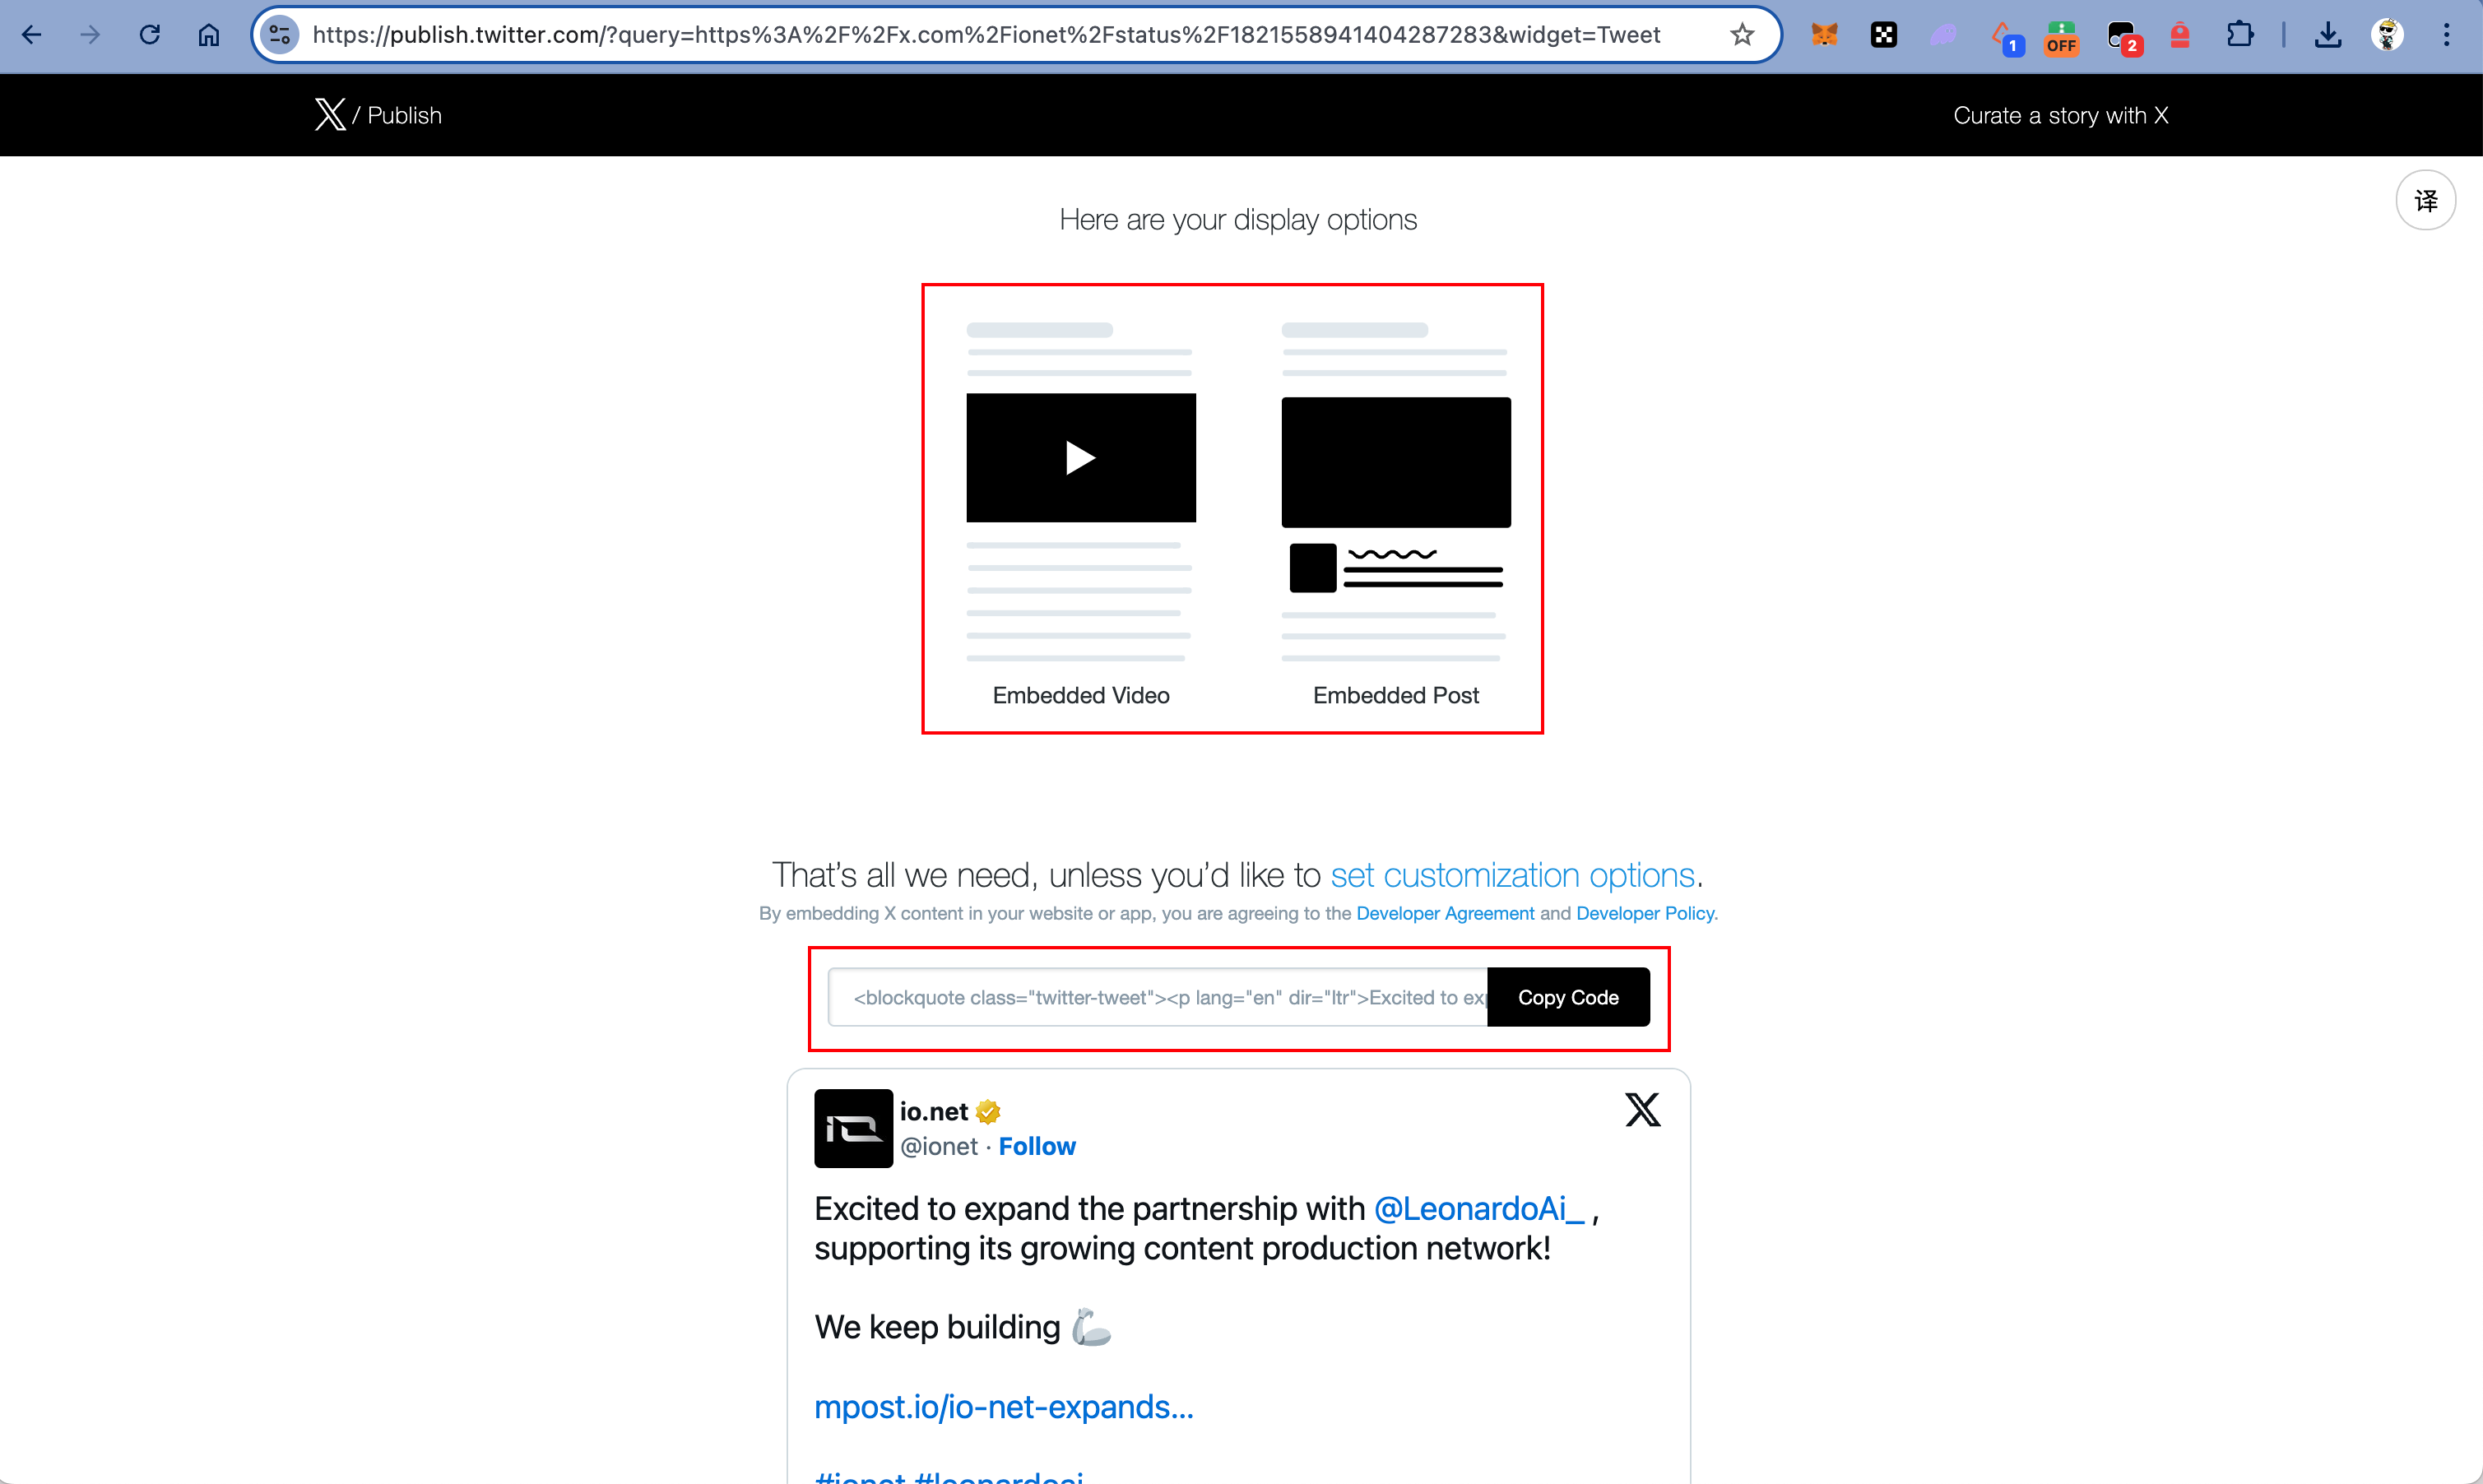 https://publish.twitter.com/?query=https%3A%2F%2Fx.com%2Fionet%2Fstatus%2F1821558941404287283&widget=Tweet
1
OFF
2
X / Publish
Curate a story with X
译
Here are your display options
Embedded Video
Embedded Post
That’s all we need, unless you’d like to set customization options.
By embedding X content in your website or app, you are agreeing to the Developer Agreement and Developer Policy.
<blockquote class="twitter-tweet"><p lang="en" dir="ltr">Excited to exp
Copy Code
io.net
@ionet · Follow
Excited to expand the partnership with @LeonardoAi_ ,
supporting its growing content production network!
We keep building 🦾
mpost.io/io-net-expands...
#ionet #leonardoai